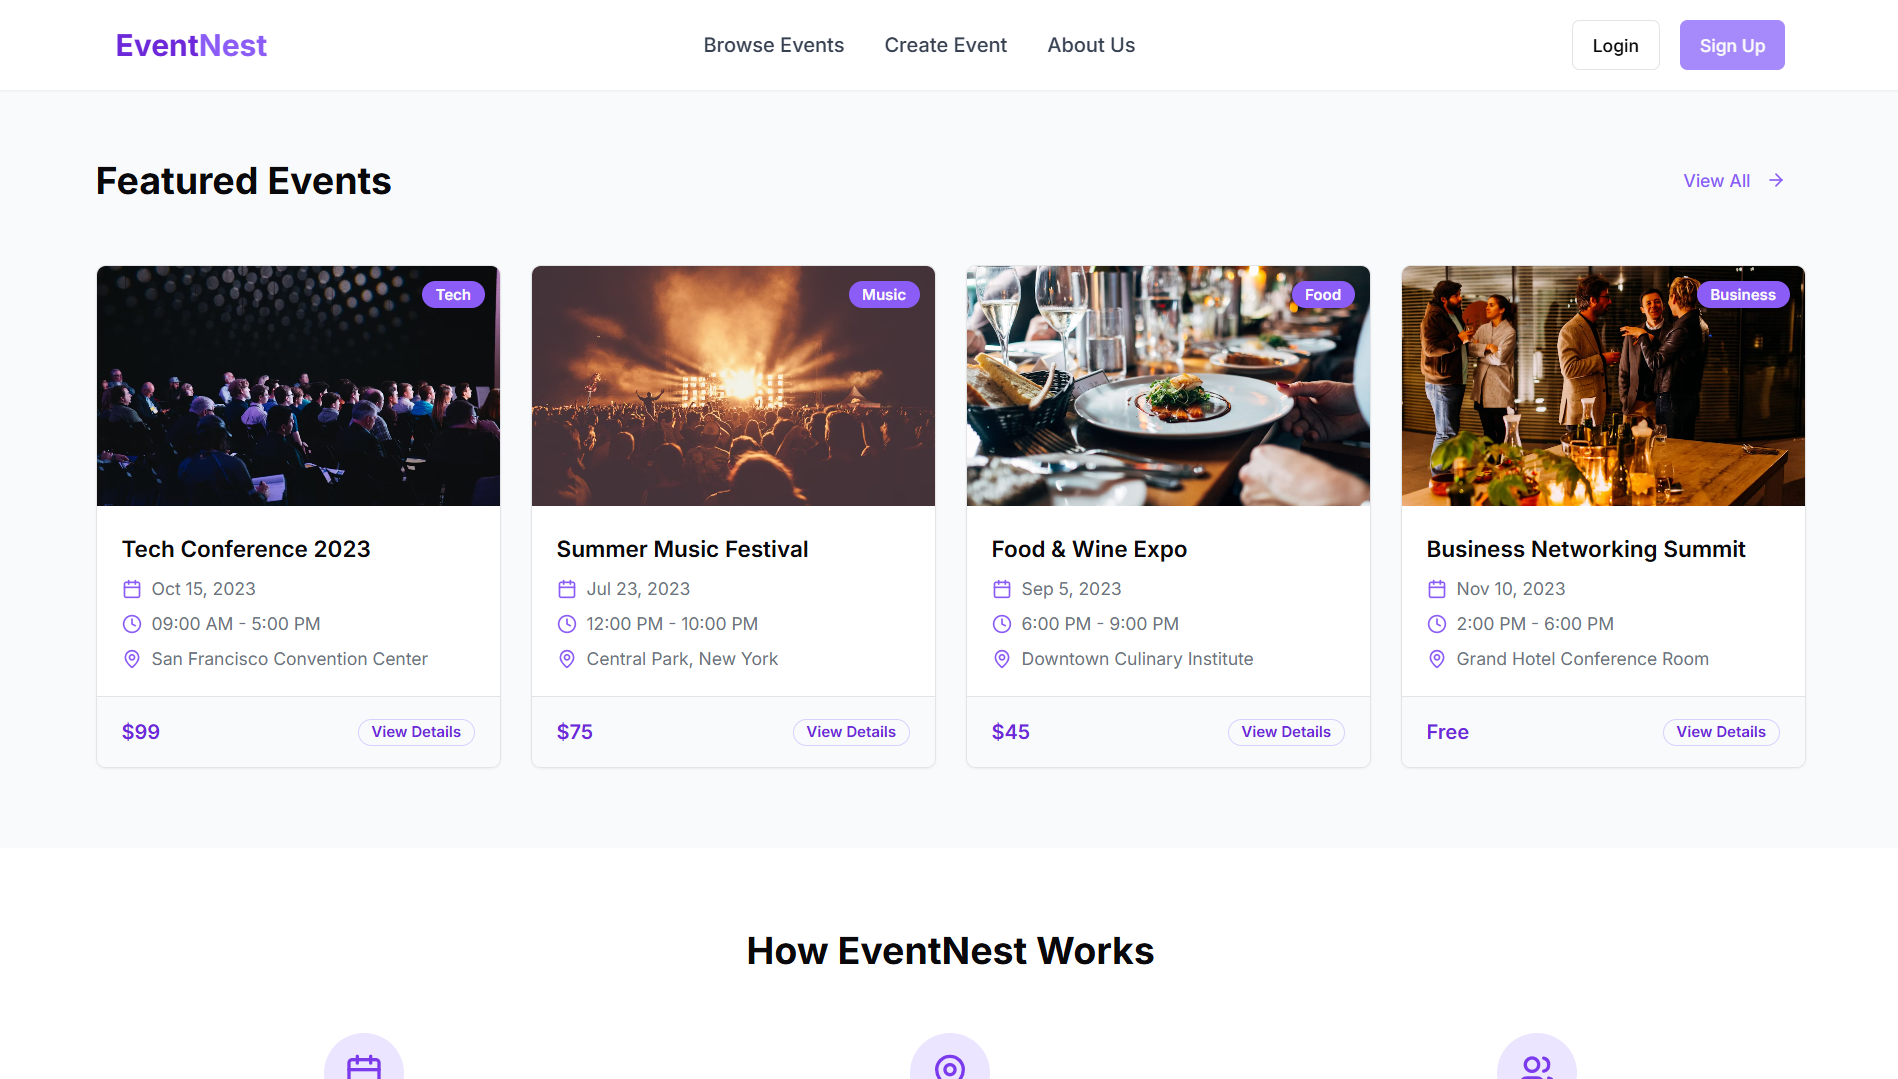 EventNest
Browse Events
Create Event
About Us
Login
Sign Up
Featured Events
View All
Tech
Tech Conference 2023
Oct 15, 2023
09:00 AM - 5:00 PM
San Francisco Convention Center
$99
View Details
Music
Summer Music Festival
Jul 23, 2023
12:00 PM - 10:00 PM
Central Park, New York
$75
View Details
Food
Food & Wine Expo
Sep 5, 2023
6:00 PM - 9:00 PM
Downtown Culinary Institute
$45
View Details
Business
Business Networking Summit
Nov 10, 2023
2:00 PM - 6:00 PM
Grand Hotel Conference Room
Free
View Details
How EventNest Works